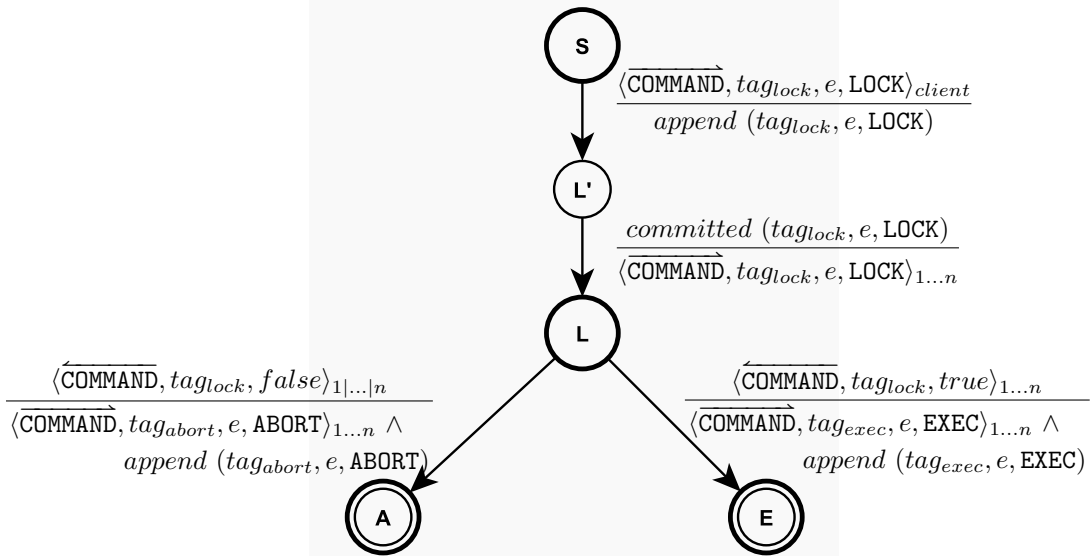 S
⟨COMMAND, tag_lock, e, LOCK⟩_client
append (tag_lock, e, LOCK)
L'
committed (tag_lock, e, LOCK)
⟨COMMAND, tag_lock, e, LOCK⟩_1...n
L
⟨COMMAND, tag_lock, false⟩_1|...|n
⟨COMMAND, tag_abort, e, ABORT⟩_1...n ∧
append (tag_abort, e, ABORT)
⟨COMMAND, tag_lock, true⟩_1...n
⟨COMMAND, tag_exec, e, EXEC⟩_1...n ∧
append (tag_exec, e, EXEC)
A
E